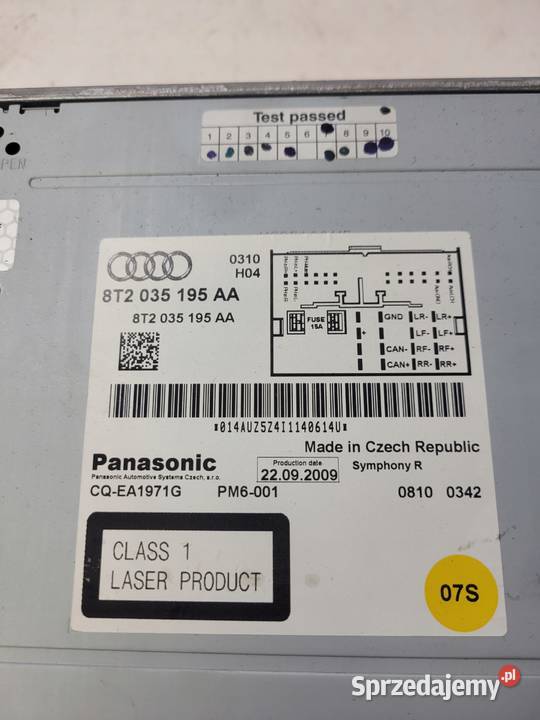 Test passed
1 2 3 4 5 8 9 10
PEN
0310
H04
8T2 035 195 AA
8T2 035 195 AA
FUSE
15A
+ GND LR- LR+
LF- LF+
CAN- RF- RF+
CAN+ RR- RR+
*014AUZ5Z4I1140614U*
Made in Czech Republic
Panasonic
Panasonic Automotive Systems Czech, s.r.o.
Production date
22.09.2009
Symphony R
CQ-EA1971G PM6-001 0810 0342
CLASS 1
LASER PRODUCT
07S
Sprzedajemy.pl